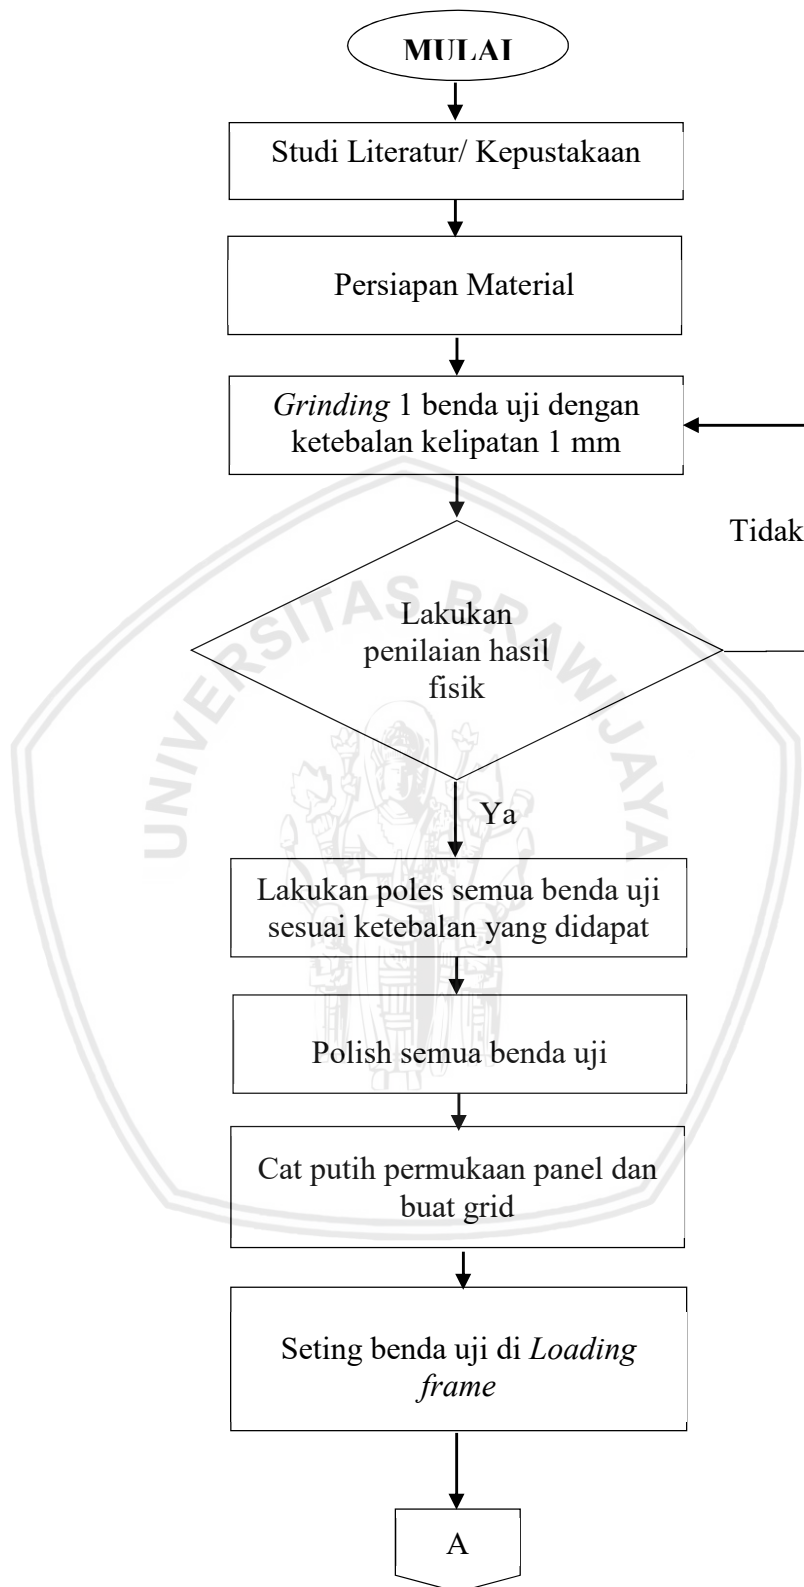 MULAI
Studi Literatur/ Kepustakaan
Persiapan Material
Grinding 1 benda uji dengan
ketebalan kelipatan 1 mm
Tidak
Lakukan
penilaian hasil
fisik
UNIVERSITAS BRAWIJAYA
Ya
Lakukan poles semua benda uji
sesuai ketebalan yang didapat
Polish semua benda uji
Cat putih permukaan panel dan
buat grid
Seting benda uji di Loading
frame
A